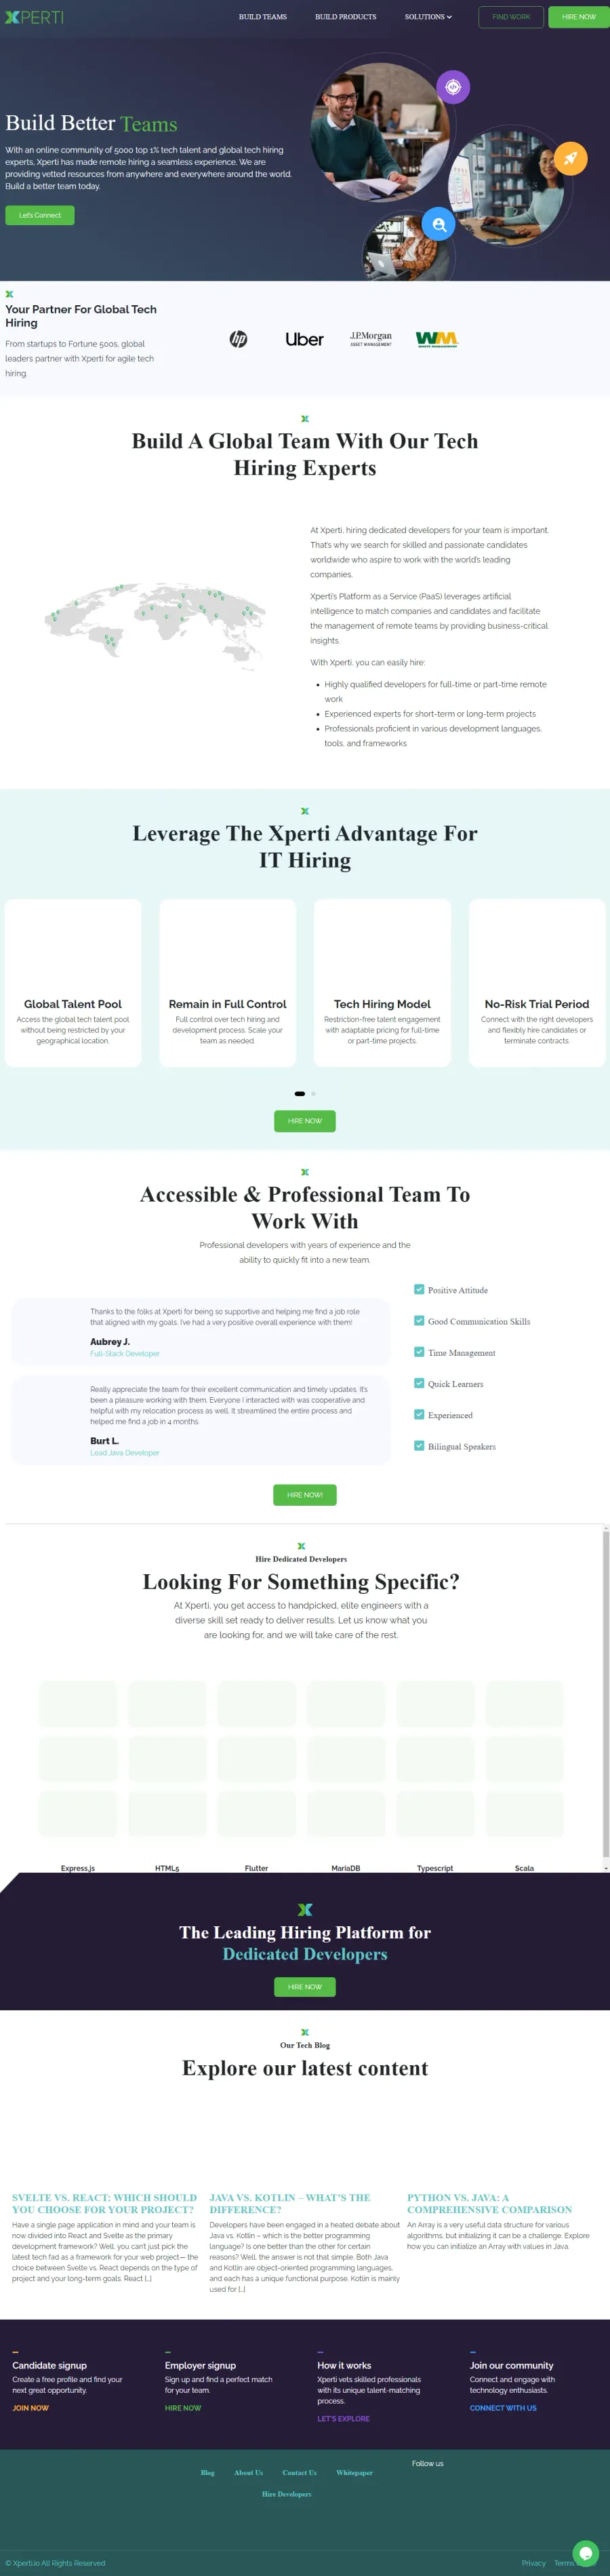 XPERTI
BUILD TEAMS
BUILD PRODUCTS
SOLUTIONS
FIND WORK
HIRE NOW
Build Better Teams
With an online community of 5000 top 1% tech talent and global tech hiring
experts, Xperti has made remote hiring a seamless experience. We are
providing vetted resources from anywhere and everywhere around the world.
Build a better team today.
Let's Connect
Your Partner For Global Tech
Hiring
From startups to Fortune 500s, global
leaders partner with Xperti for agile tech
hiring.
hp
Uber
J.P.Morgan
ASSET MANAGEMENT
WM
WASTE MANAGEMENT
Build A Global Team With Our Tech
Hiring Experts
At Xperti, hiring dedicated developers for your team is important.
That's why we search for skilled and passionate candidates
worldwide who aspire to work with the world's leading
companies.
Xperti's Platform as a Service (PaaS) leverages artificial
intelligence to match companies and candidates and facilitate
the management of remote teams by providing business-critical
insights.
With Xperti, you can easily hire:
Highly qualified developers for full-time or part-time remote
work
Experienced experts for short-term or long-term projects
Professionals proficient in various development languages,
tools, and frameworks
Leverage The Xperti Advantage For
IT Hiring
Global Talent Pool
Access the global tech talent pool
without being restricted by your
geographical location.
Remain in Full Control
Full control over tech hiring and
development process. Scale your
team as needed.
Tech Hiring Model
Restriction-free talent engagement
with adaptable pricing for full-time
or part-time projects.
No-Risk Trial Period
Connect with the right developers
and flexibly hire candidates or
terminate contracts.
HIRE NOW
Accessible & Professional Team To
Work With
Professional developers with years of experience and the
ability to quickly fit into a new team.
Thanks to the folks at Xperti for being so supportive and helping me find a job role
that aligned with my goals. I've had a very positive overall experience with them!
Aubrey J.
Full-Stack Developer
Really appreciate the team for their excellent communication and timely updates, it's
been a pleasure working with them. Everyone I interacted with was cooperative and
helpful with my relocation process as well. It streamlined the entire process and
helped me find a job in 4 months.
Burt L.
Lead Java Developer
Positive Attitude
Good Communication Skills
Time Management
Quick Learners
Experienced
Bilingual Speakers
HIRE NOW!
Hire Dedicated Developers
Looking For Something Specific?
At Xperti, you get access to handpicked, elite engineers with a
diverse skill set ready to deliver results. Let us know what you
are looking for, and we will take care of the rest.
Express.js
HTML5
Flutter
MariaDB
Typescript
Scala
The Leading Hiring Platform for
Dedicated Developers
HIRE NOW
Our Tech Blog
Explore our latest content
SVELTE VS. REACT: WHICH SHOULD
YOU CHOOSE FOR YOUR PROJECT?
Have a single page application in mind and your team is
now divided into React and Svelte as the primary
development framework? Well, you can't just pick the
latest tech fad as a framework for your web project— the
choice between Svelte vs. React depends on the type of
project and your long-term goals. React [...]
JAVA VS. KOTLIN – WHAT'S THE
DIFFERENCE?
Developers have been engaged in a heated debate about
Java vs. Kotlin – which is the better programming
language? Is one better than the other for certain
reasons? Well, the answer is not that simple. Both Java
and Kotlin are object-oriented programming languages,
and each has a unique functional purpose. Kotlin is mainly
used for [...]
PYTHON VS. JAVA: A
COMPREHENSIVE COMPARISON
An Array is a very useful data structure for various
algorithms, but initializing it can be a challenge. Explore
how you can initialize an Array with values in Java.
Candidate signup
Create a free profile and find your
next great opportunity.
JOIN NOW
Employer signup
Sign up and find a perfect match
for your team.
HIRE NOW
How it works
Xperti vets skilled professionals
with its unique talent-matching
process.
LET'S EXPLORE
Join our community
Connect and engage with
technology enthusiasts.
CONNECT WITH US
Blog
About Us
Contact Us
Whitepaper
Hire Developers
Follow us
© Xperti.io All Rights Reserved
Privacy
Terms